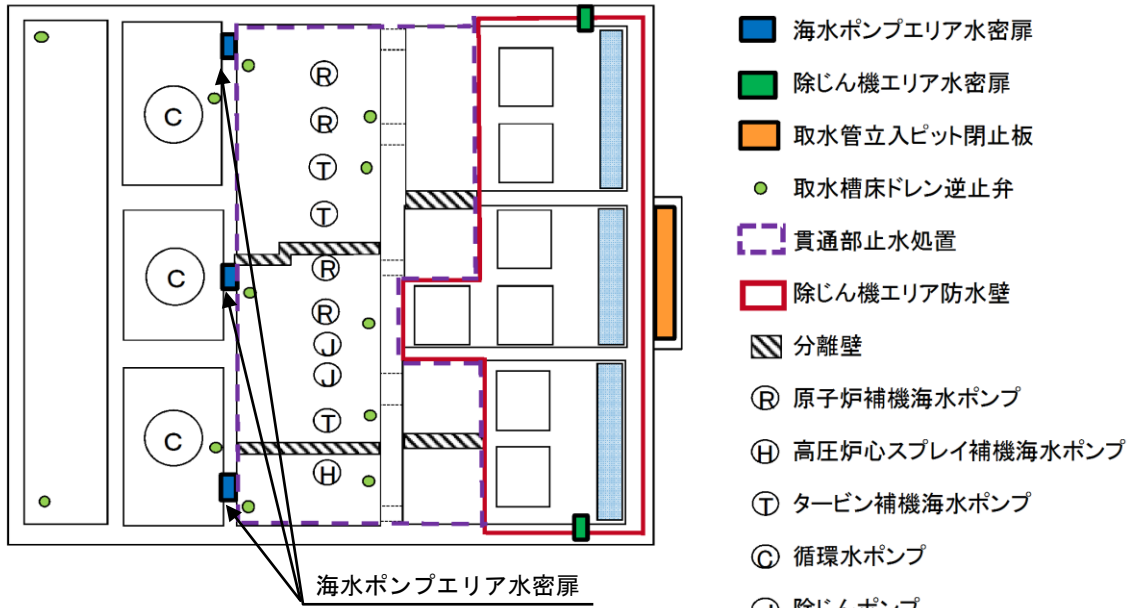 C
C
C
R
R
T
T
R
R
J
J
T
H
海水ポンプエリア水密扉
海水ポンプエリア水密扉
除じん機エリア水密扉
取水管立入ピット閉止板
取水槽床ドレン逆止弁
貫通部止水処置
除じん機エリア防水壁
分離壁
R 原子炉補機海水ポンプ
H 高圧炉心スプレイ補機海水ポンプ
T タービン補機海水ポンプ
C 循環水ポンプ
J 除じんポンプ